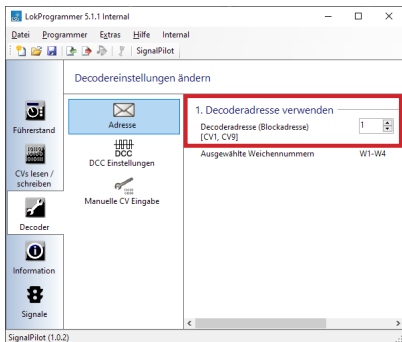 LokProgrammer 5.1.1 Internal
Datei Programmer Extras Hilfe Internal
SignalPilot
Decodereinstellungen ändern
Führerstand
CVs lesen /
schreiben
Decoder
Information
Signale
Adresse
DCC
DCC Einstellungen
Manuelle CV Eingabe
1. Decoderadresse verwenden
Decoderadresse (Blockadresse)
[CV1, CV9]
1
Ausgewählte Weichennummern W1-W4
SignalPilot (1.0.2)